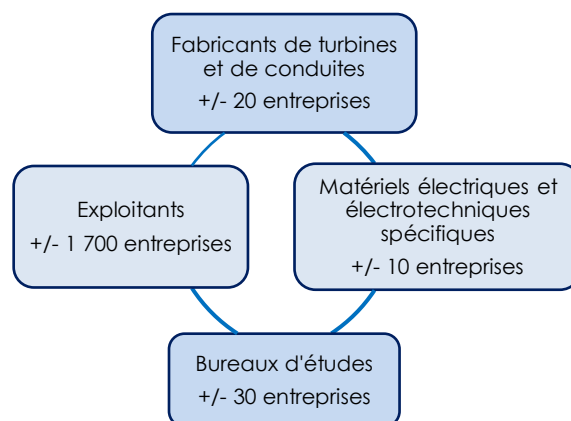 Fabricants de turbines
et de conduites
+/- 20 entreprises
Exploitants
+/- 1 700 entreprises
Matériels électriques et
électrotechniques
spécifiques
+/- 10 entreprises
Bureaux d'études
+/- 30 entreprises